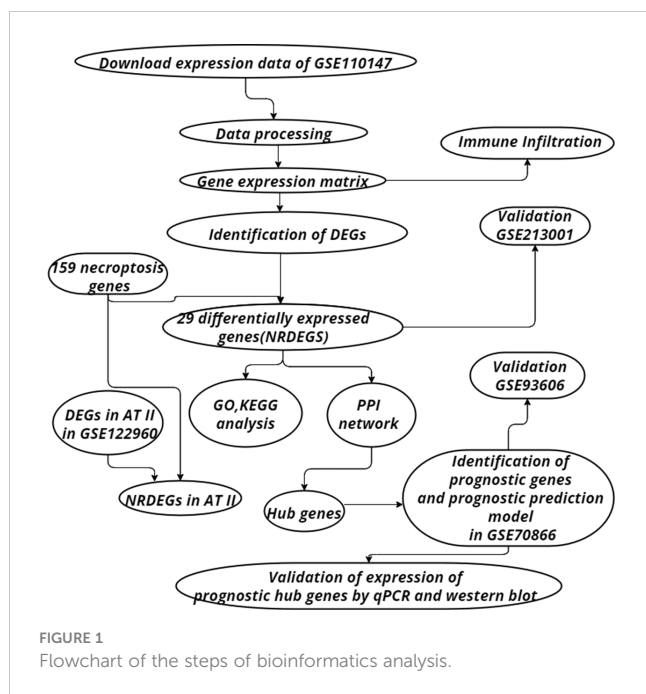 Download expression data of GSE110147
Data processing
Immune Infiltration
Gene expression matrix
Identification of DEGs
Validation
GSE213001
159 necroptosis
genes
29 differentially expressed
genes(NRDEGS)
Validation
GSE93606
GO,KEGG
analysis
PPI
network
DEGs in AT II
in GSE122960
Identification of
prognostic genes
and prognostic prediction
model
in GSE70866
NRDEGs in AT II
Hub genes
Validation of expression of
prognostic hub genes by qPCR and western blot
FIGURE 1
Flowchart of the steps of bioinformatics analysis.